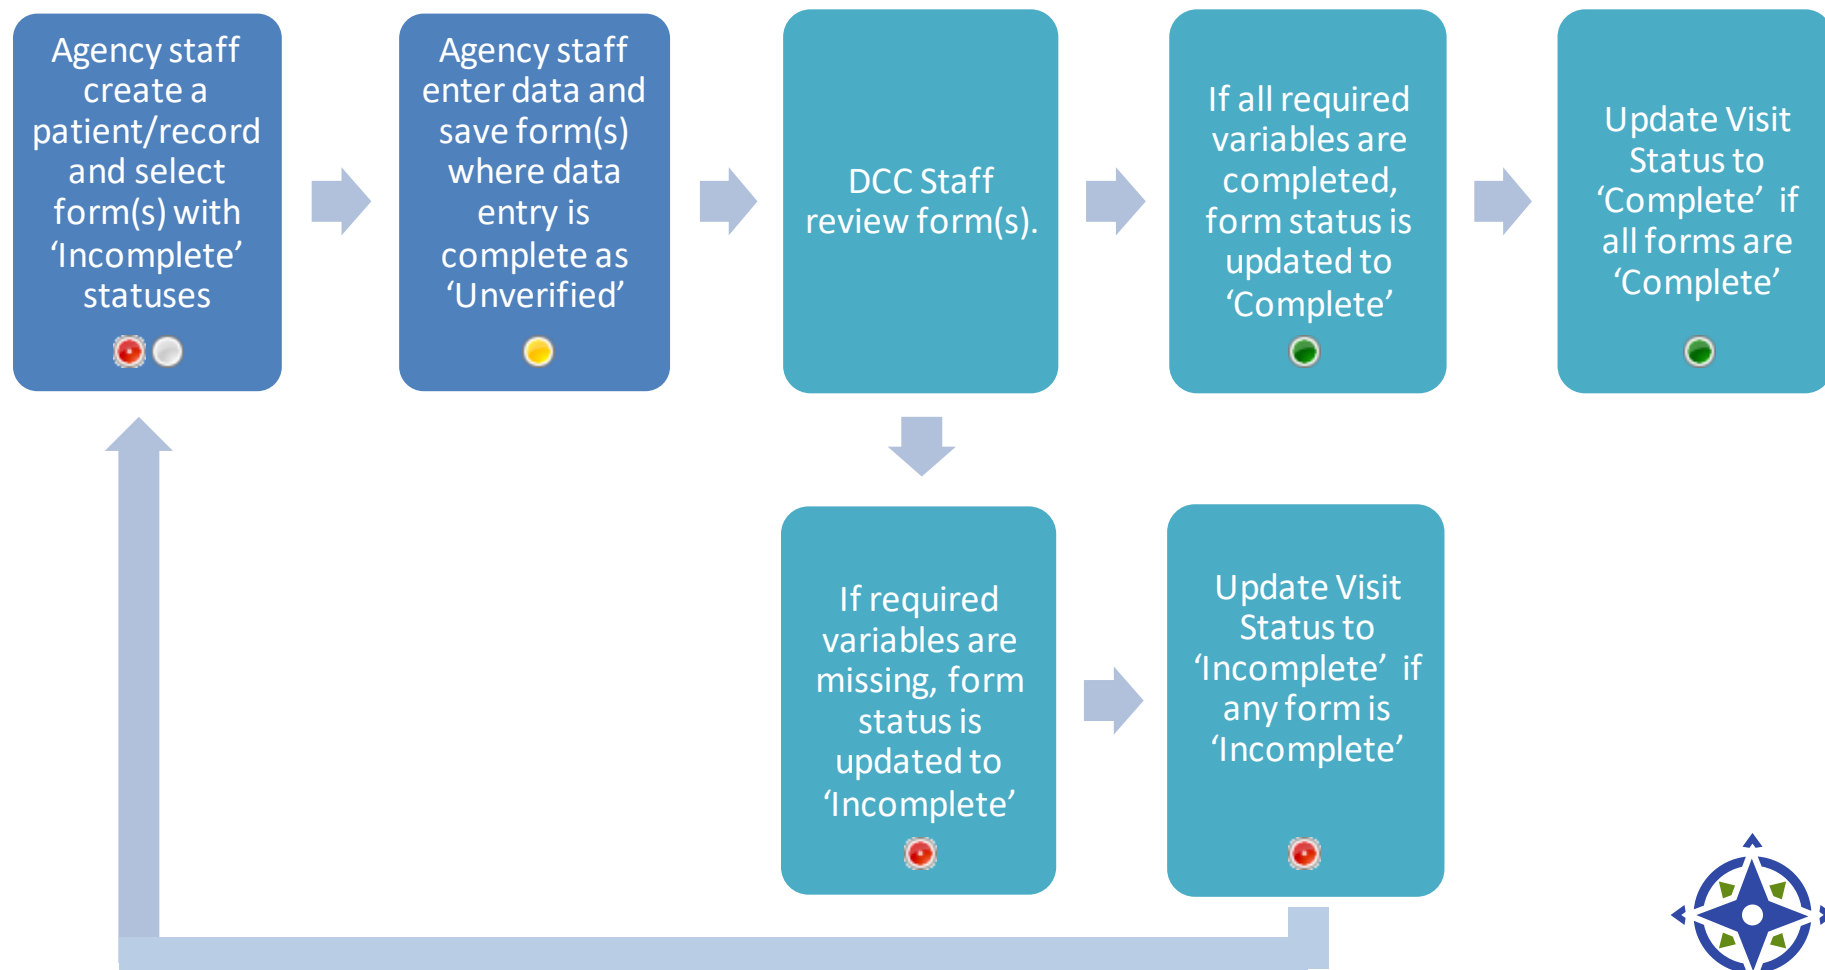 Agency staff
create a
patient/record
and select
form(s) with
‘Incomplete’
statuses
Agency staff
enter data and
save form(s)
where data
entry is
complete as
‘Unverified’
DCC Staff
review form(s).
If all required
variables are
completed,
form status is
updated to
‘Complete’
Update Visit
Status to
‘Complete’ if
all forms are
‘Complete’
If required
variables are
missing, form
status is
updated to
‘Incomplete’
Update Visit
Status to
‘Incomplete’ if
any form is
‘Incomplete’